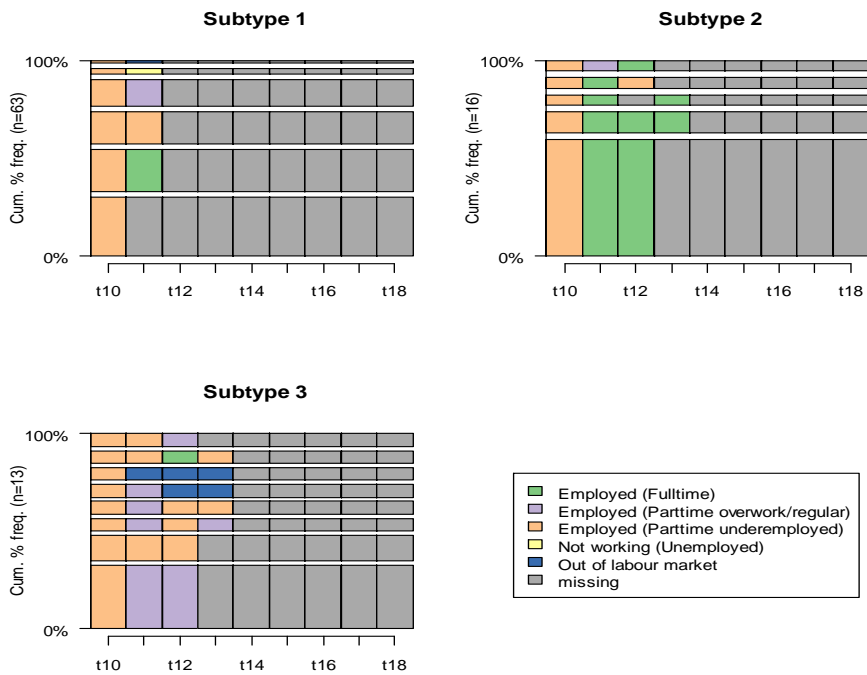 Subtype 1
Cum. % freq. (n=63)
100%
0%
t10 t12 t14 t16 t18
Subtype 2
Cum. % freq. (n=16)
100%
0%
t10 t12 t14 t16 t18
Subtype 3
Cum. % freq. (n=13)
100%
0%
t10 t12 t14 t16 t18
Employed (Fulltime)
Employed (Parttime overwork/regular)
Employed (Parttime underemployed)
Not working (Unemployed)
Out of labour market
missing